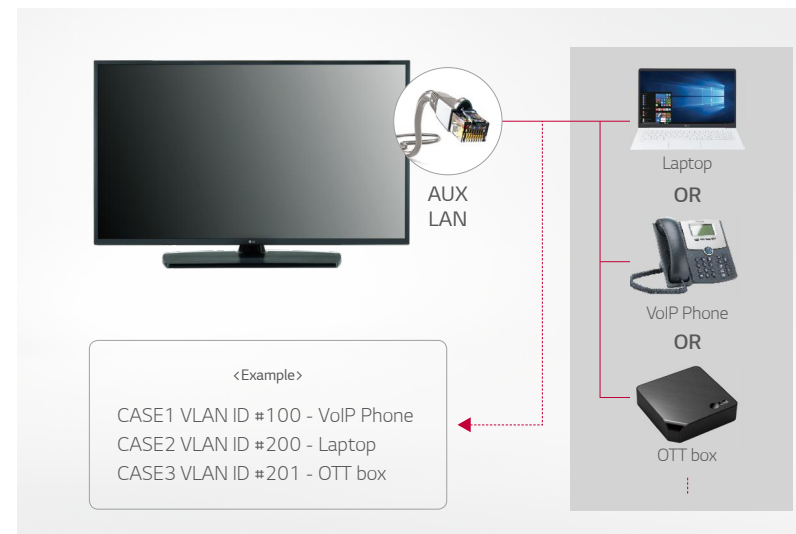 AUX
LAN
Laptop
OR
VoIP Phone
OR
OTT box
<Example>
CASE1 VLAN ID #100 - VoIP Phone
CASE2 VLAN ID #200 - Laptop
CASE3 VLAN ID #201 - OTT box